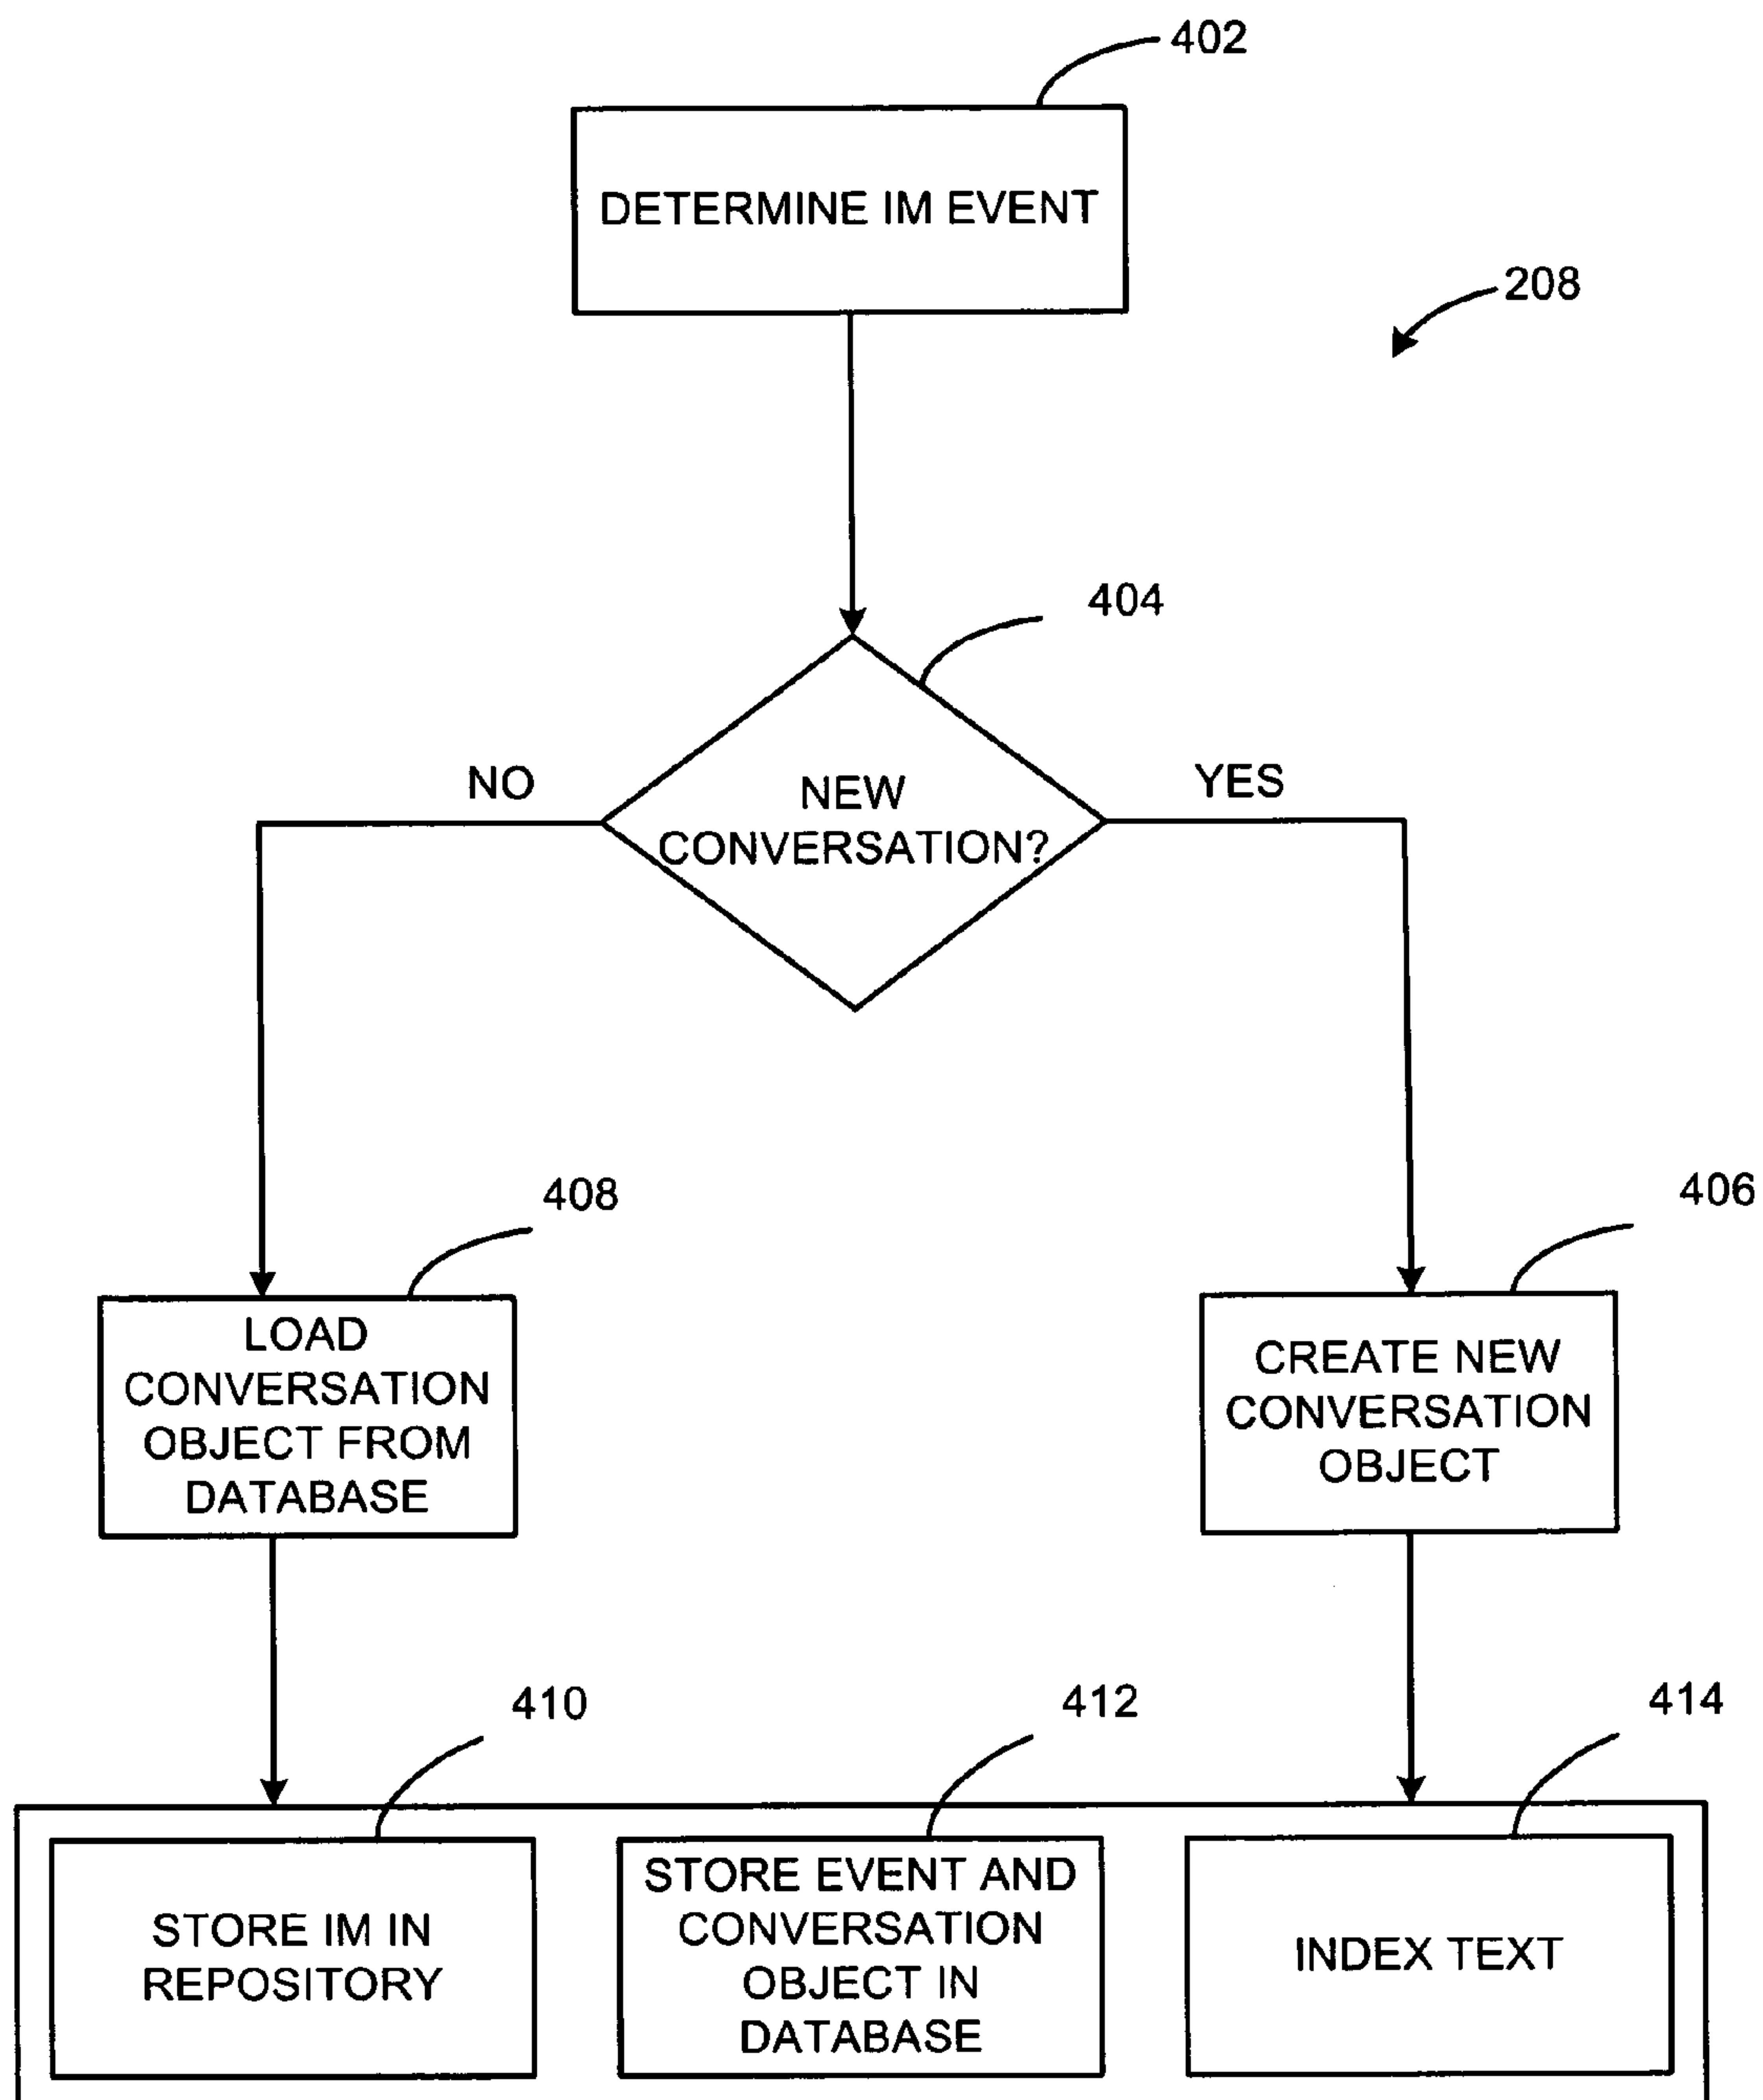 402
DETERMINE IM EVENT
208
404
NO
YES
NEW
CONVERSATION?
408
406
LOAD
CONVERSATION
OBJECT FROM
DATABASE
CREATE NEW
CONVERSATION
OBJECT
410
412
414
STORE IM IN
REPOSITORY
STORE EVENT AND
CONVERSATION
OBJECT IN
DATABASE
INDEX TEXT